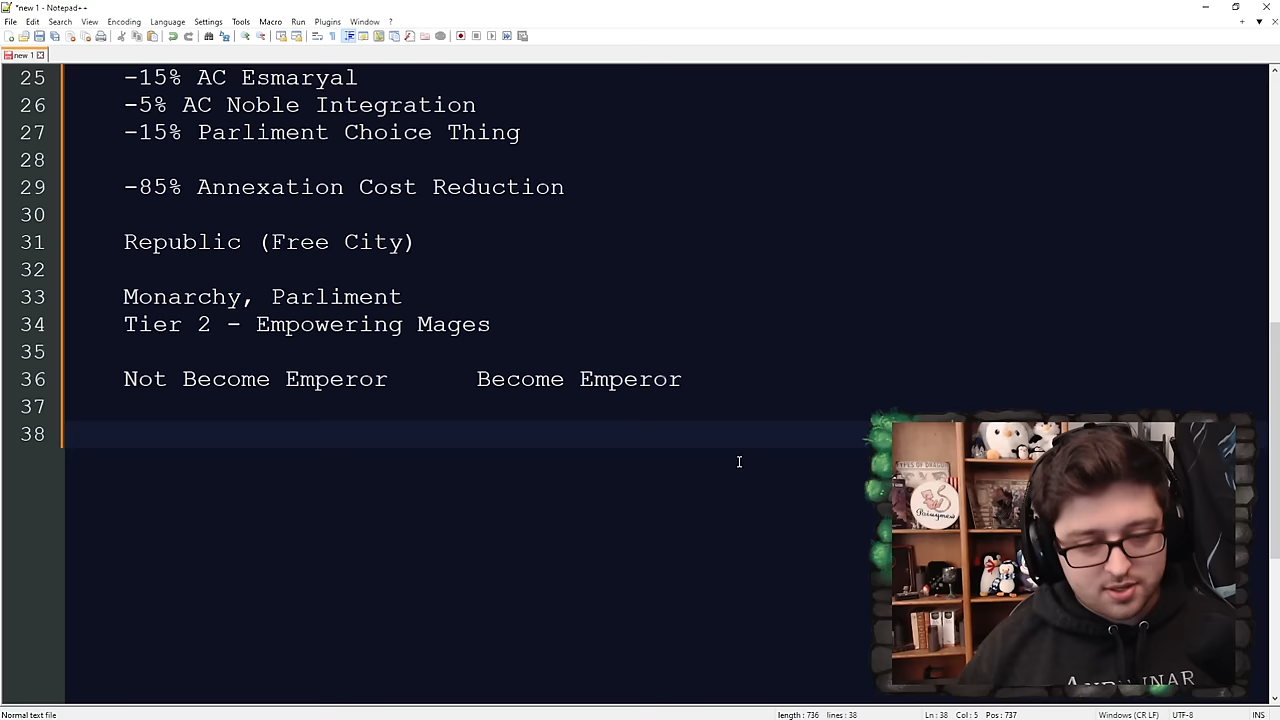 *new 1 - Notepad++
File Edit Search View Encoding Language Settings Tools Macro Run Plugins Window ?
new 1
25 -15% AC Esmaryal
26 -5% AC Noble Integration
27 -15% Parliment Choice Thing
28
29 -85% Annexation Cost Reduction
30
31 Republic (Free City)
32
33 Monarchy, Parliment
34 Tier 2 - Empowering Mages
35
36 Not Become Emperor Become Emperor
37
38
TYPES OF
Normal text file length : 736 lines : 38 Ln : 38 Col : 5 Pos : 737 Windows (CR LF) UTF-8 INS